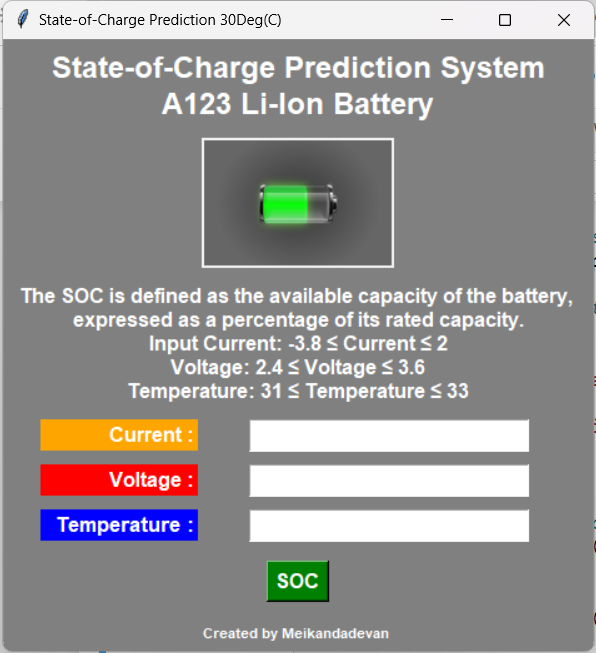 State-of-Charge Prediction 30Deg(C)
State-of-Charge Prediction System
A123 Li-Ion Battery
The SOC is defined as the available capacity of the battery,
expressed as a percentage of its rated capacity.
Input Current: -3.8 ≤ Current ≤ 2
Voltage: 2.4 ≤ Voltage ≤ 3.6
Temperature: 31 ≤ Temperature ≤ 33
Current :
Voltage :
Temperature :
SOC
Created by Meikandadevan